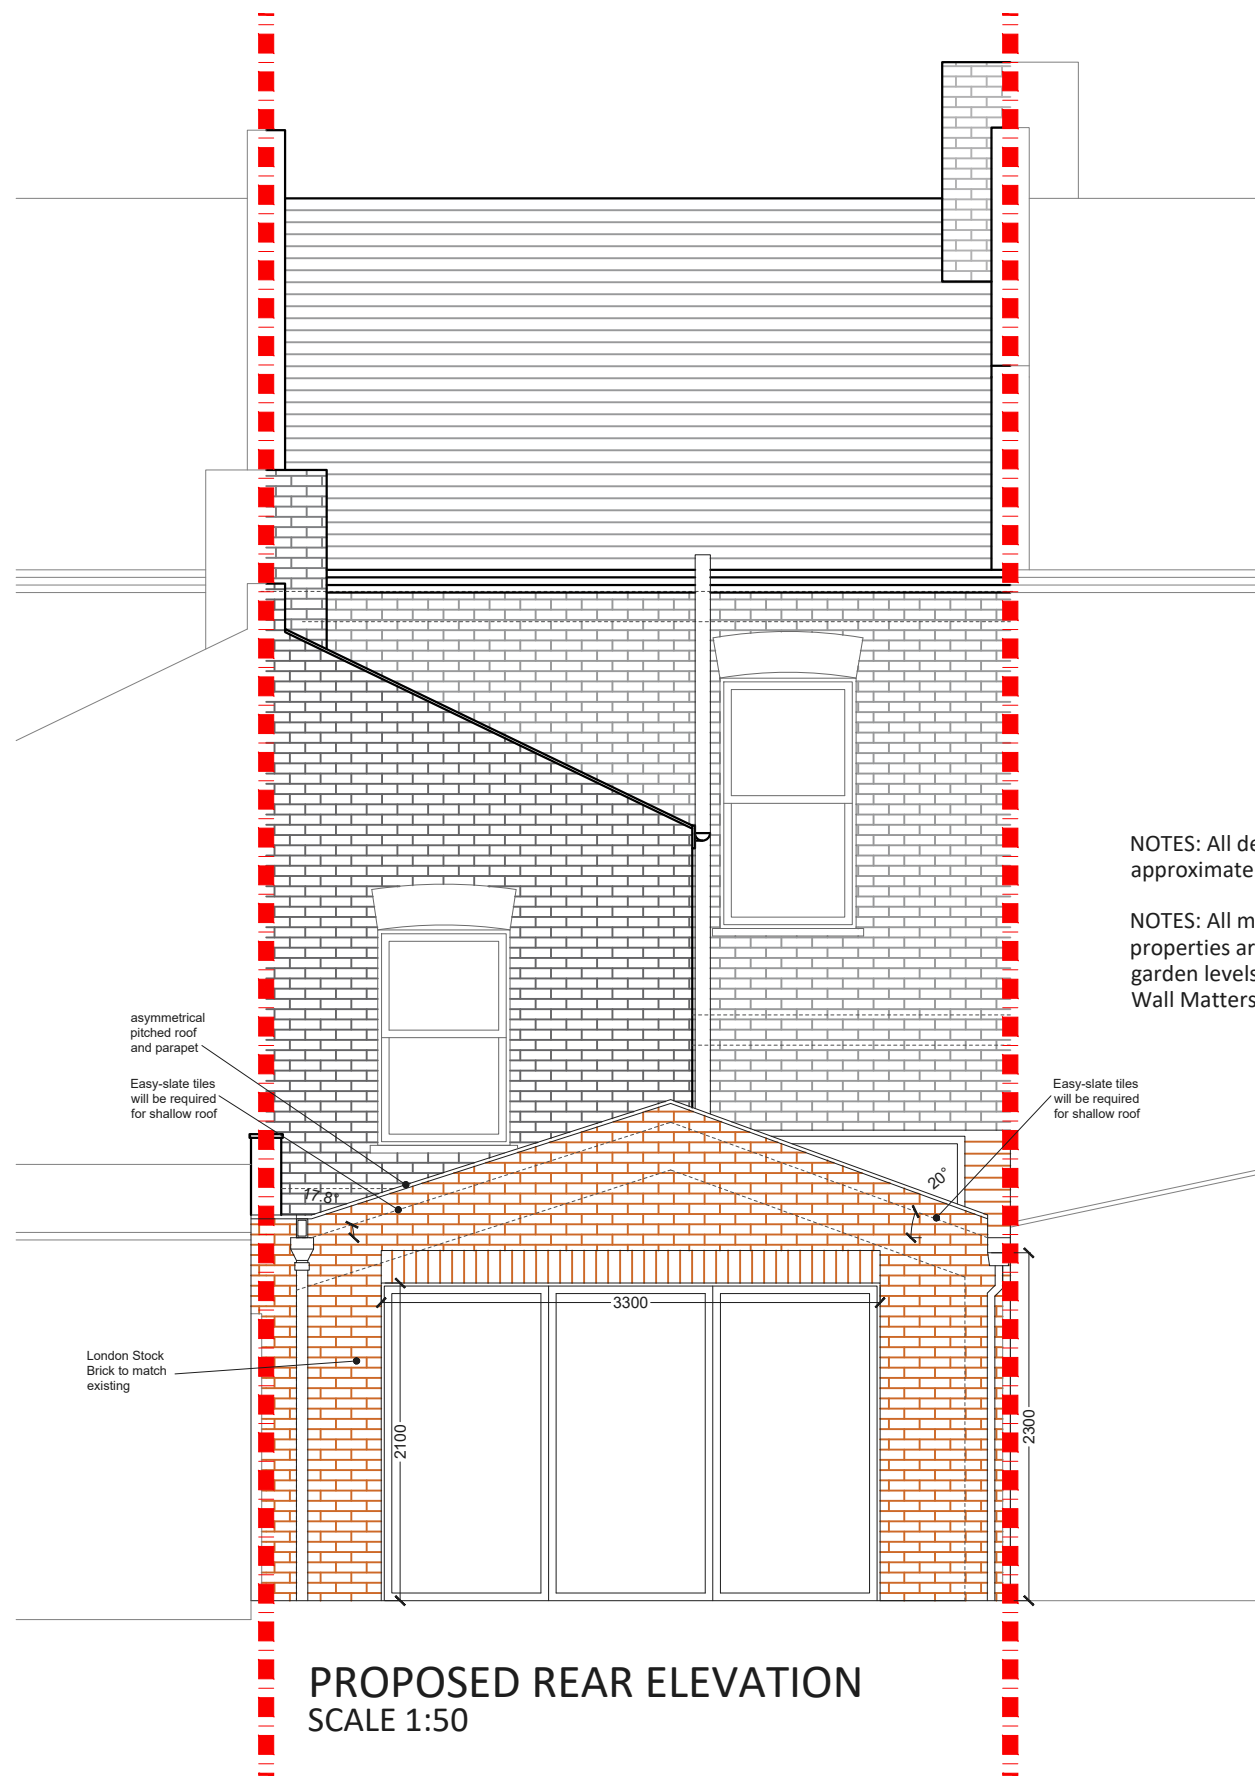 NOTES: All de
approximate
NOTES: All m
properties ar
garden levels
Wall Matters
asymmetrical
pitched roof
and parapet
Easy-slate tiles
will be required
for shallow roof
Easy-slate tiles
will be required
for shallow roof
17.8°
20°
3300
London Stock
Brick to match
existing
2100
2300
PROPOSED REAR ELEVATION
SCALE 1:50